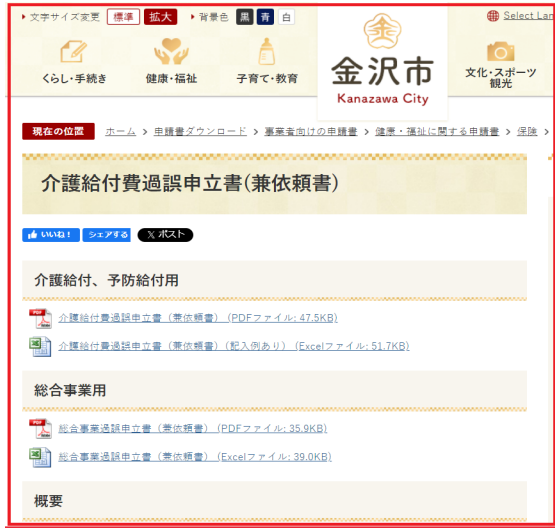 文字サイズ変更 標準 拡大 背景色 黒 青 白
Select Lan
くらし・手続き
健康・福祉
子育て・教育
金沢市
Kanazawa City
文化・スポーツ
観光
現在の位置 ホーム > 申請書ダウンロード > 事業者向けの申請書 > 健康・福祉に関する申請書 > 保険 >
介護給付費過誤申立書(兼依頼書)
いいね! シェアする ポスト
介護給付、予防給付用
PDF 介護給付費過誤申立書（兼依頼書） (PDFファイル: 47.5KB)
介護給付費過誤申立書（兼依頼書）（記入例あり） (Excelファイル: 51.7KB)
総合事業用
PDF 総合事業過誤申立書（兼依頼書） (PDFファイル: 35.9KB)
総合事業過誤申立書（兼依頼書） (Excelファイル: 39.0KB)
概要